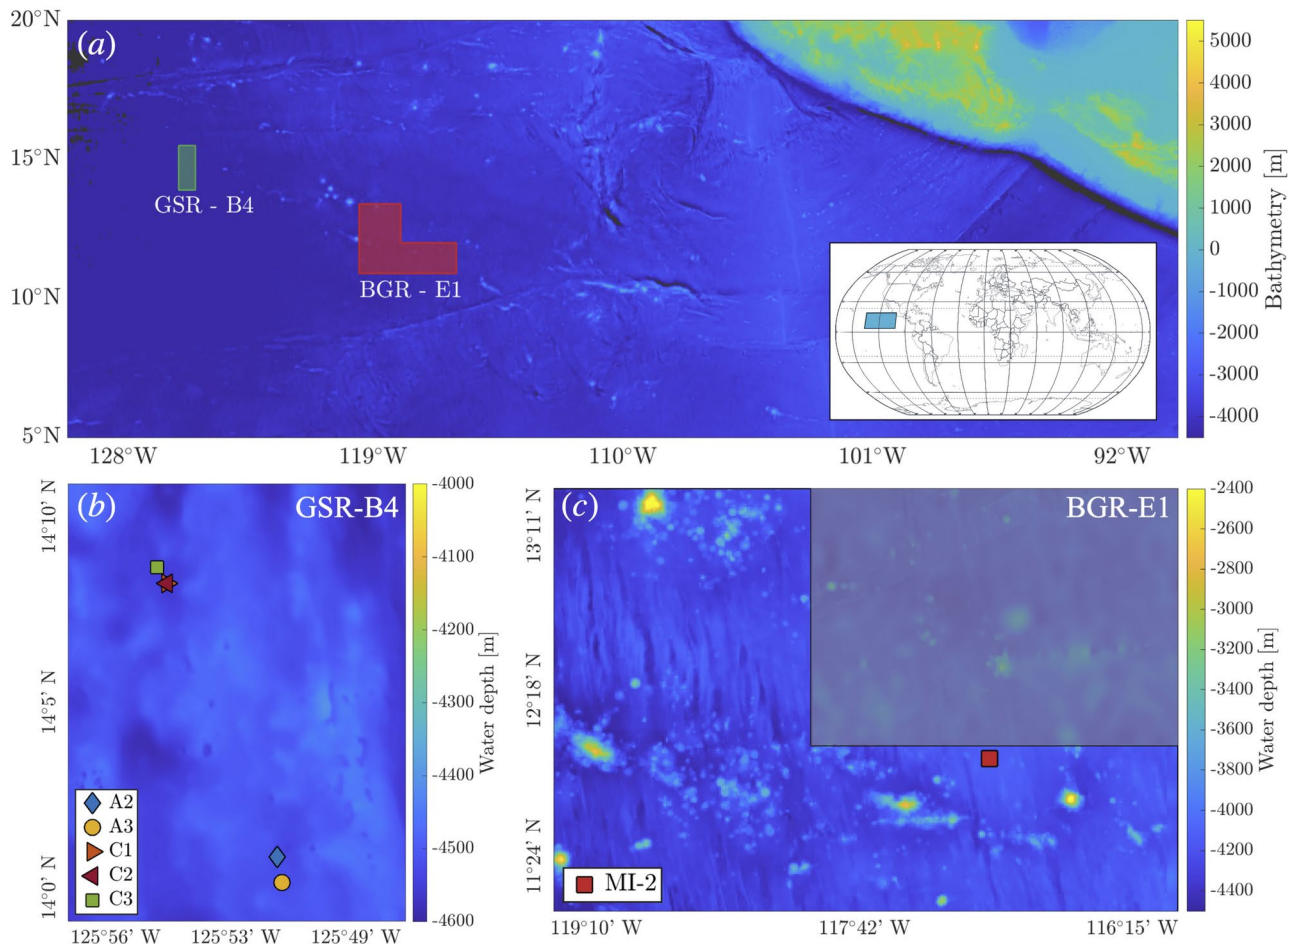 (a)
20°N
15°N
10°N
5°N
GSR - B4
BGR - E1
128°W
119°W
110°W
101°W
92°W
5000
4000
3000
2000
1000
0
-1000
-2000
-3000
-4000
Bathymetry [m]
(b)
GSR-B4
14°10' N
14°5' N
14°0' N
A2
A3
C1
C2
C3
125°56' W
125°53' W
125°49' W
-4000
-4100
-4200
-4300
-4400
-4500
-4600
Water depth [m]
(c)
BGR-E1
13°11' N
12°18' N
11°24' N
MI-2
119°10' W
117°42' W
116°15' W
-2400
-2600
-2800
-3000
-3200
-3400
-3600
-3800
-4000
-4200
-4400
Water depth [m]